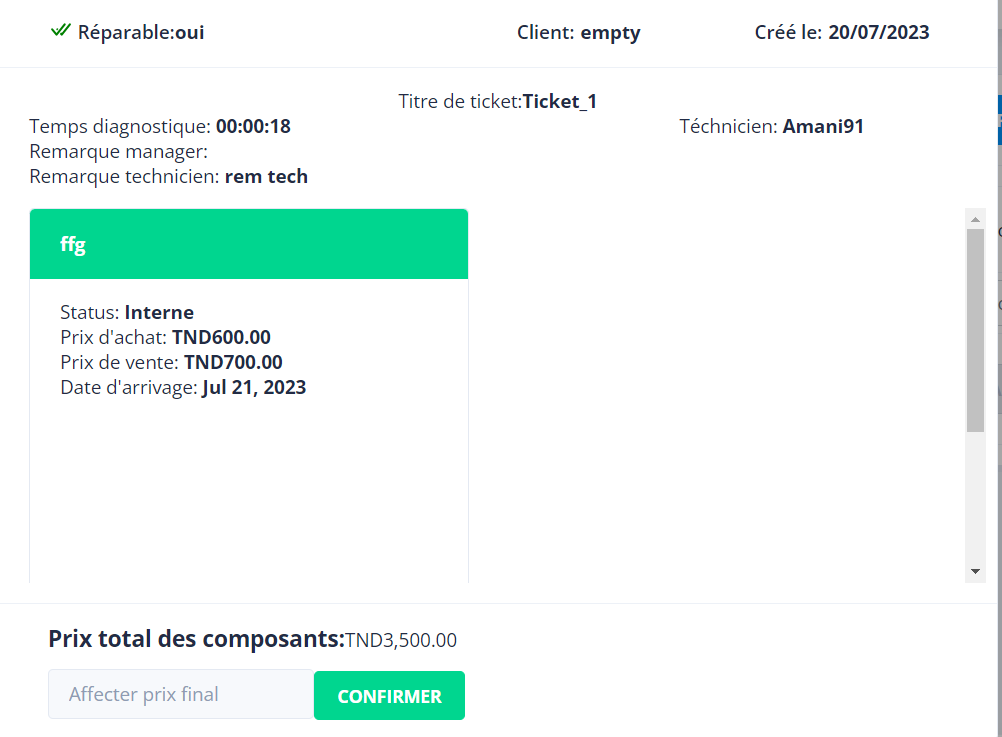 Réparable:oui
Client: empty
Créé le: 20/07/2023
Titre de ticket:Ticket_1
Temps diagnostique: 00:00:18
Téchnicien: Amani91
Remarque manager:
Remarque technicien: rem tech
ffg
Status: Interne
Prix d'achat: TND600.00
Prix de vente: TND700.00
Date d'arrivage: Jul 21, 2023
Prix total des composants:TND3,500.00
Affecter prix final
CONFIRMER